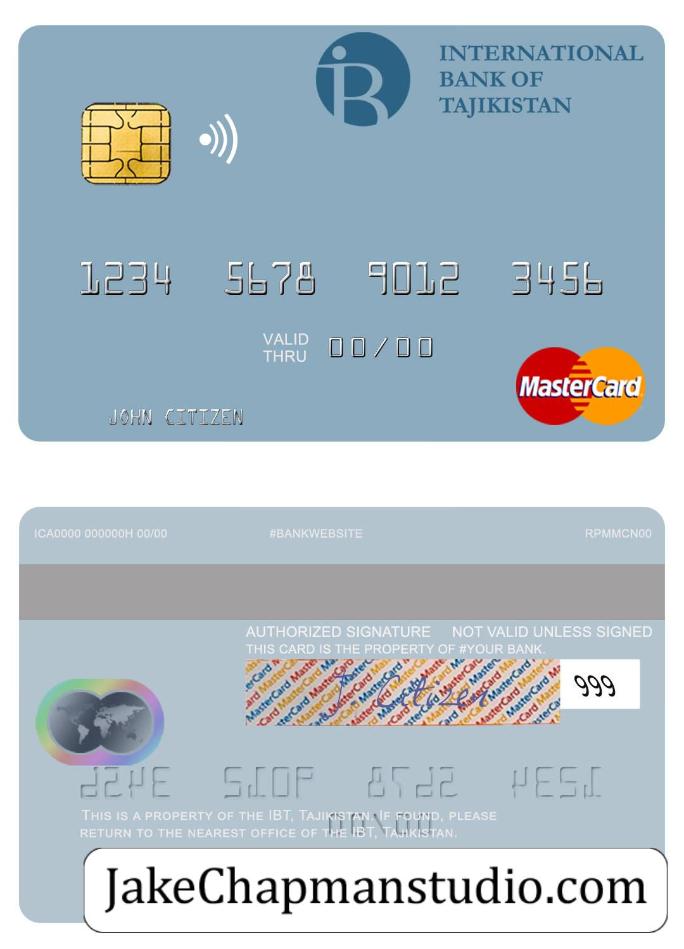 INTERNATIONAL
BANK OF
TAJIKISTAN
1234 5678 9012 3456
VALID
THRU 00/00
MasterCard
JOHN CITIZEN
ICA0000 000000H 00/00 #BANKWEBSITE RPMMCN00
AUTHORIZED SIGNATURE NOT VALID UNLESS SIGNED
THIS CARD IS THE PROPERTY OF #YOUR BANK.
J. Citizen 999
THIS IS A PROPERTY OF THE IBT, TAJIKISTAN. IF FOUND, PLEASE
RETURN TO THE NEAREST OFFICE OF THE IBT, TAJIKISTAN.
JakeChapmanstudio.com